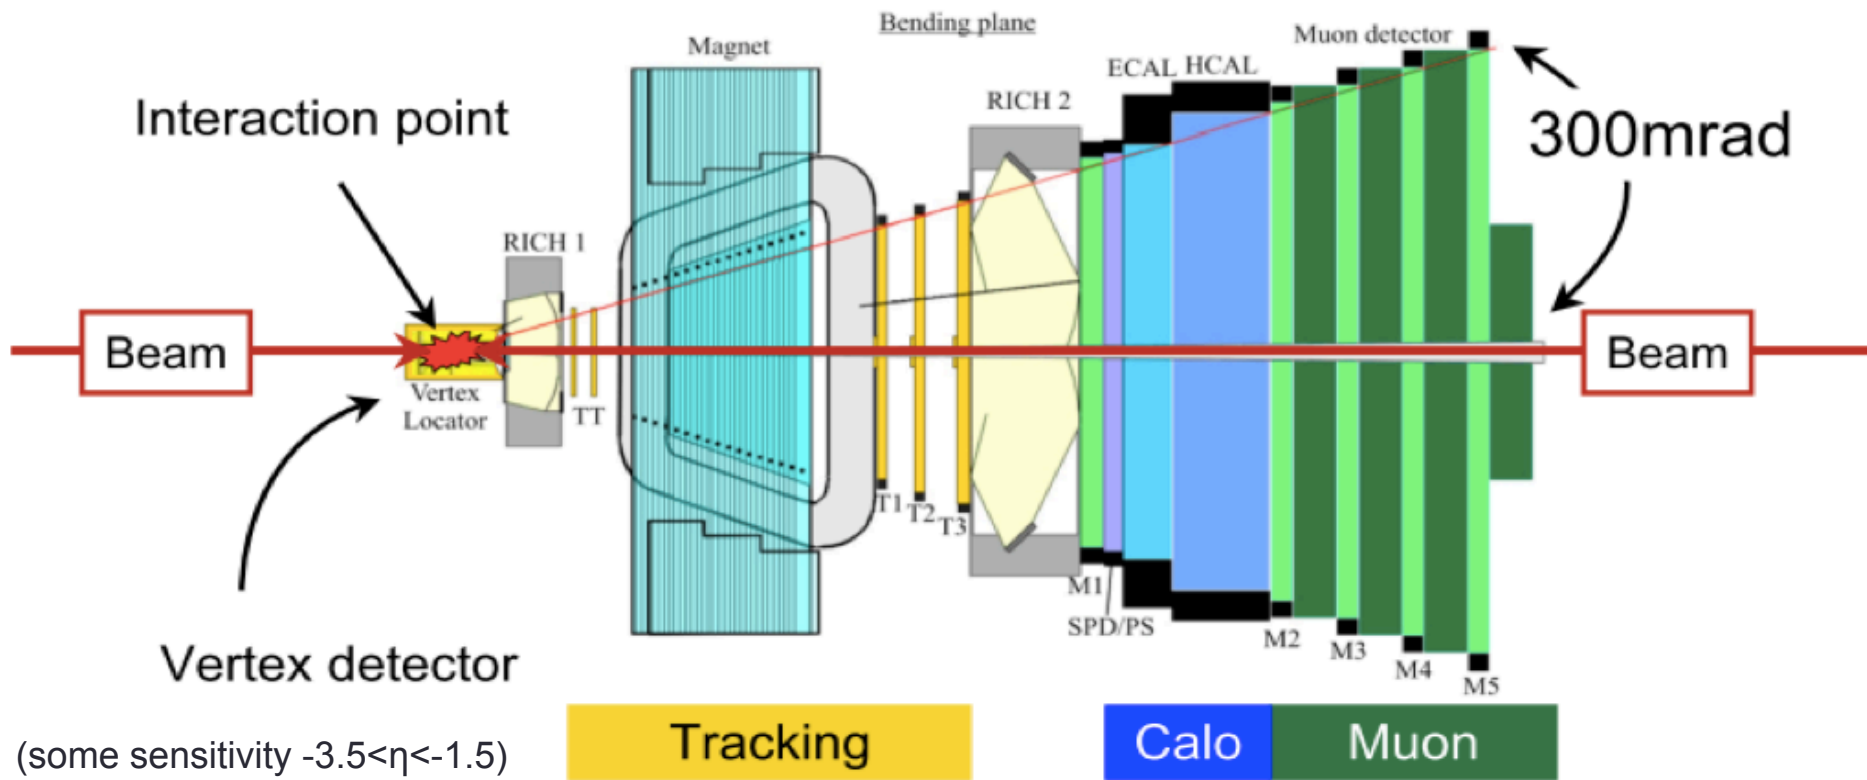 Bending plane
Magnet
Muon detector
ECAL HCAL
RICH 2
Interaction point
300mrad
RICH 1
Beam
Beam
Vertex
Locator
TT
T1
T2
T3
M1
SPD/PS
M2
M3
M4
M5
Vertex detector
(some sensitivity -3.5<η<-1.5)
Tracking
Calo
Muon